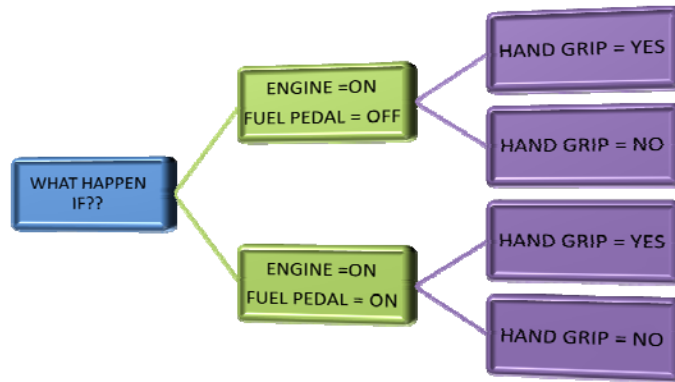 WHAT HAPPEN
IF??
ENGINE =ON
FUEL PEDAL = OFF
HAND GRIP = YES
HAND GRIP = NO
ENGINE =ON
FUEL PEDAL = ON
HAND GRIP = YES
HAND GRIP = NO